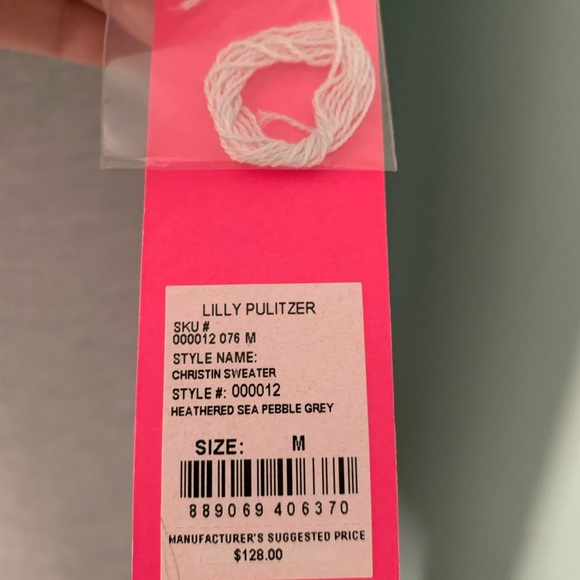 LILLY PULITZER
SKU #
000012 076 M
STYLE NAME:
CHRISTIN SWEATER
STYLE #: 000012
HEATHERED SEA PEBBLE GREY
SIZE: M
889069 406370
MANUFACTURER'S SUGGESTED PRICE
$128.00